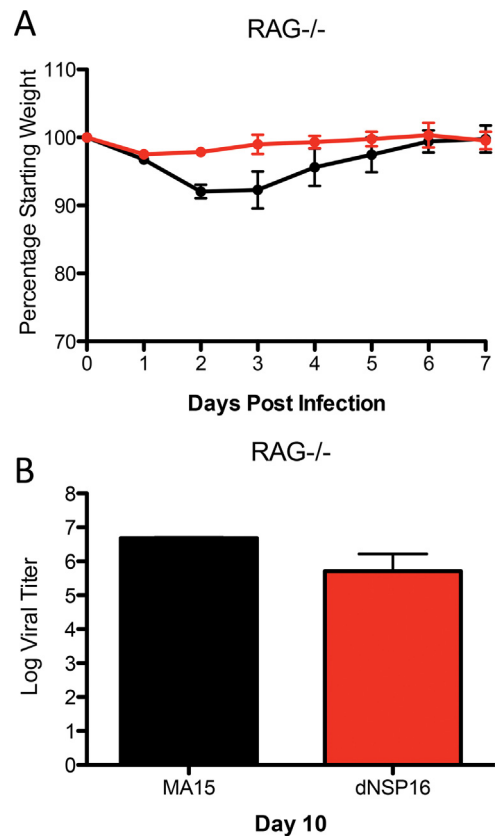 A
RAG-/-
Percentage Starting Weight
110
100
90
80
70
0 1 2 3 4 5 6 7
Days Post Infection
B
RAG-/-
Log Viral Titer
8
7
6
5
4
3
2
1
0
MA15 dNSP16
Day 10